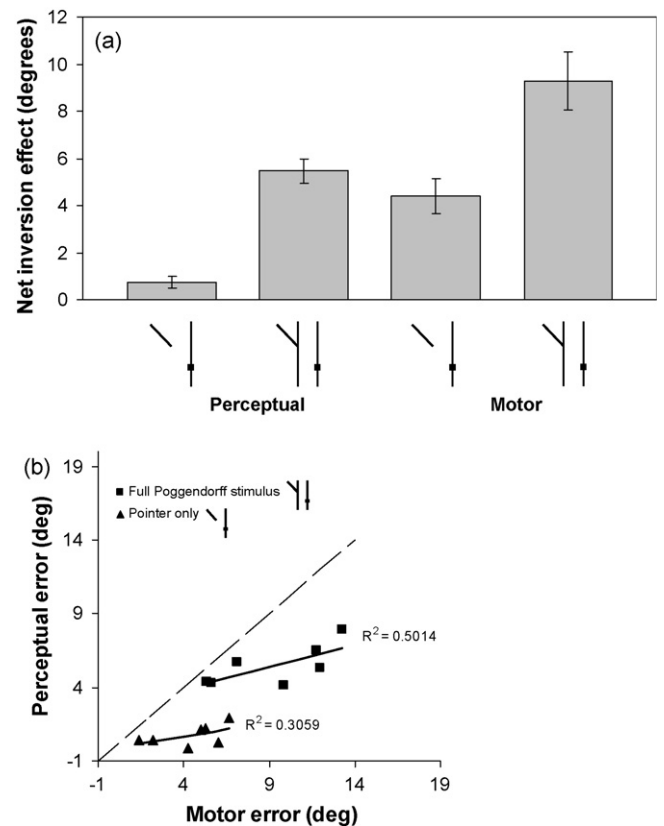 (a)
Net inversion effect (degrees)
12
10
8
6
4
2
0
Perceptual
Motor
(b)
Perceptual error (deg)
19
14
9
4
-1
■ Full Poggendorff stimulus
▲ Pointer only
R² = 0.5014
R² = 0.3059
-1 4 9 14 19
Motor error (deg)